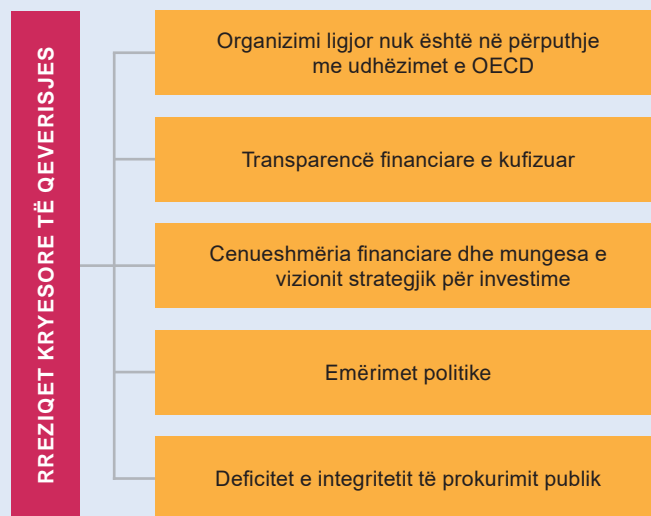 RREZIQET KRYESORE TË QEVERISJES
Organizimi ligjor nuk është në përputhje
me udhëzimet e OECD
Transparencë financiare e kufizuar
Cenueshmëria financiare dhe mungesa e
vizionit strategjik për investime
Emërimet politike
Deficitet e integritetit të prokurimit publik